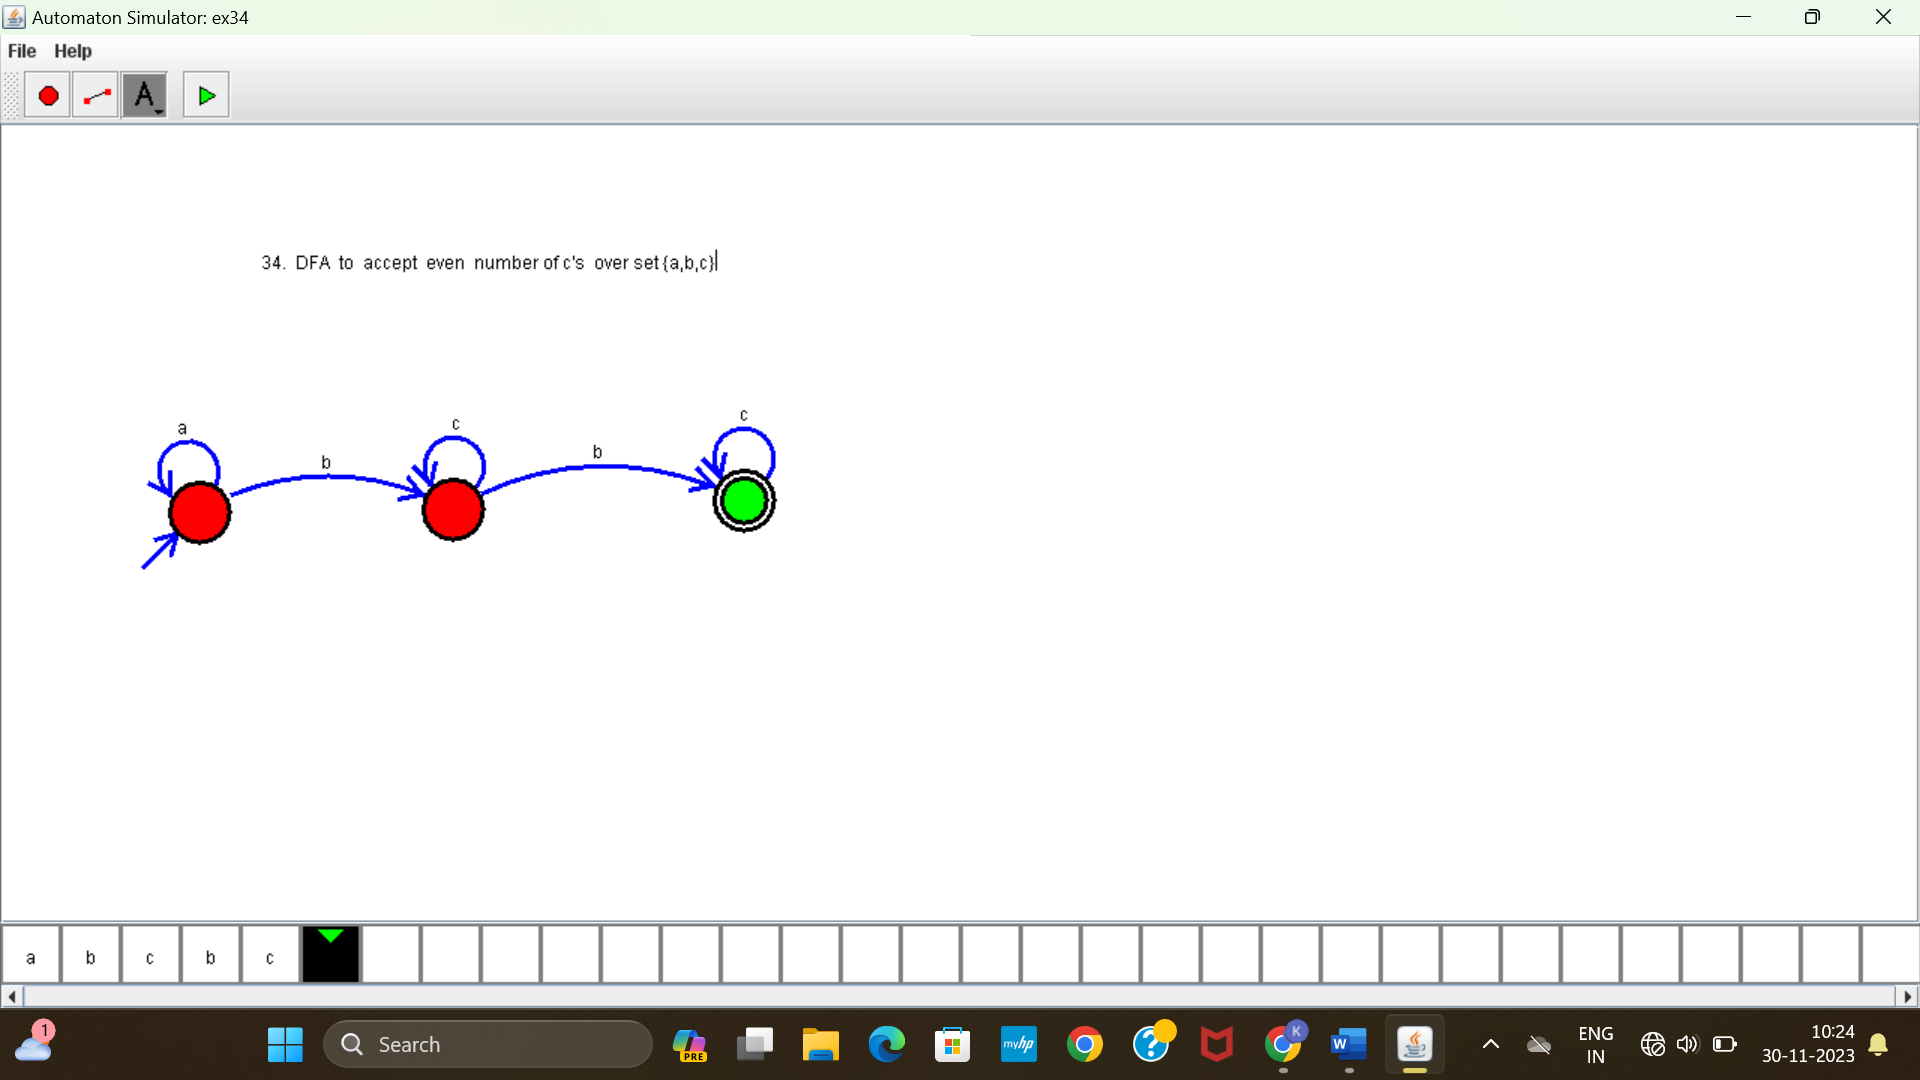 Automaton Simulator: ex34
File Help
A
34. DFA to accept even number of c's over set {a,b,c}
a
b
c
b
c
a b c b c
1
Search
PRE
myhp
?
K
W
ENG
IN
10:24
30-11-2023